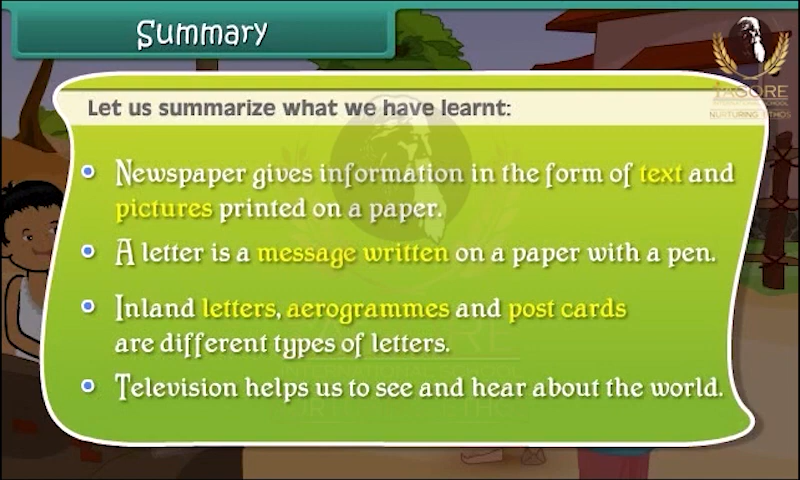 Summary
TAGORE
INTERNATIONAL SCHOOL
NURTURING ETHOS
Let us summarize what we have learnt:
Newspaper gives information in the form of text and
pictures printed on a paper.
A letter is a message written on a paper with a pen.
Inland letters, aerogrammes and post cards
are different types of letters.
Television helps us to see and hear about the world.